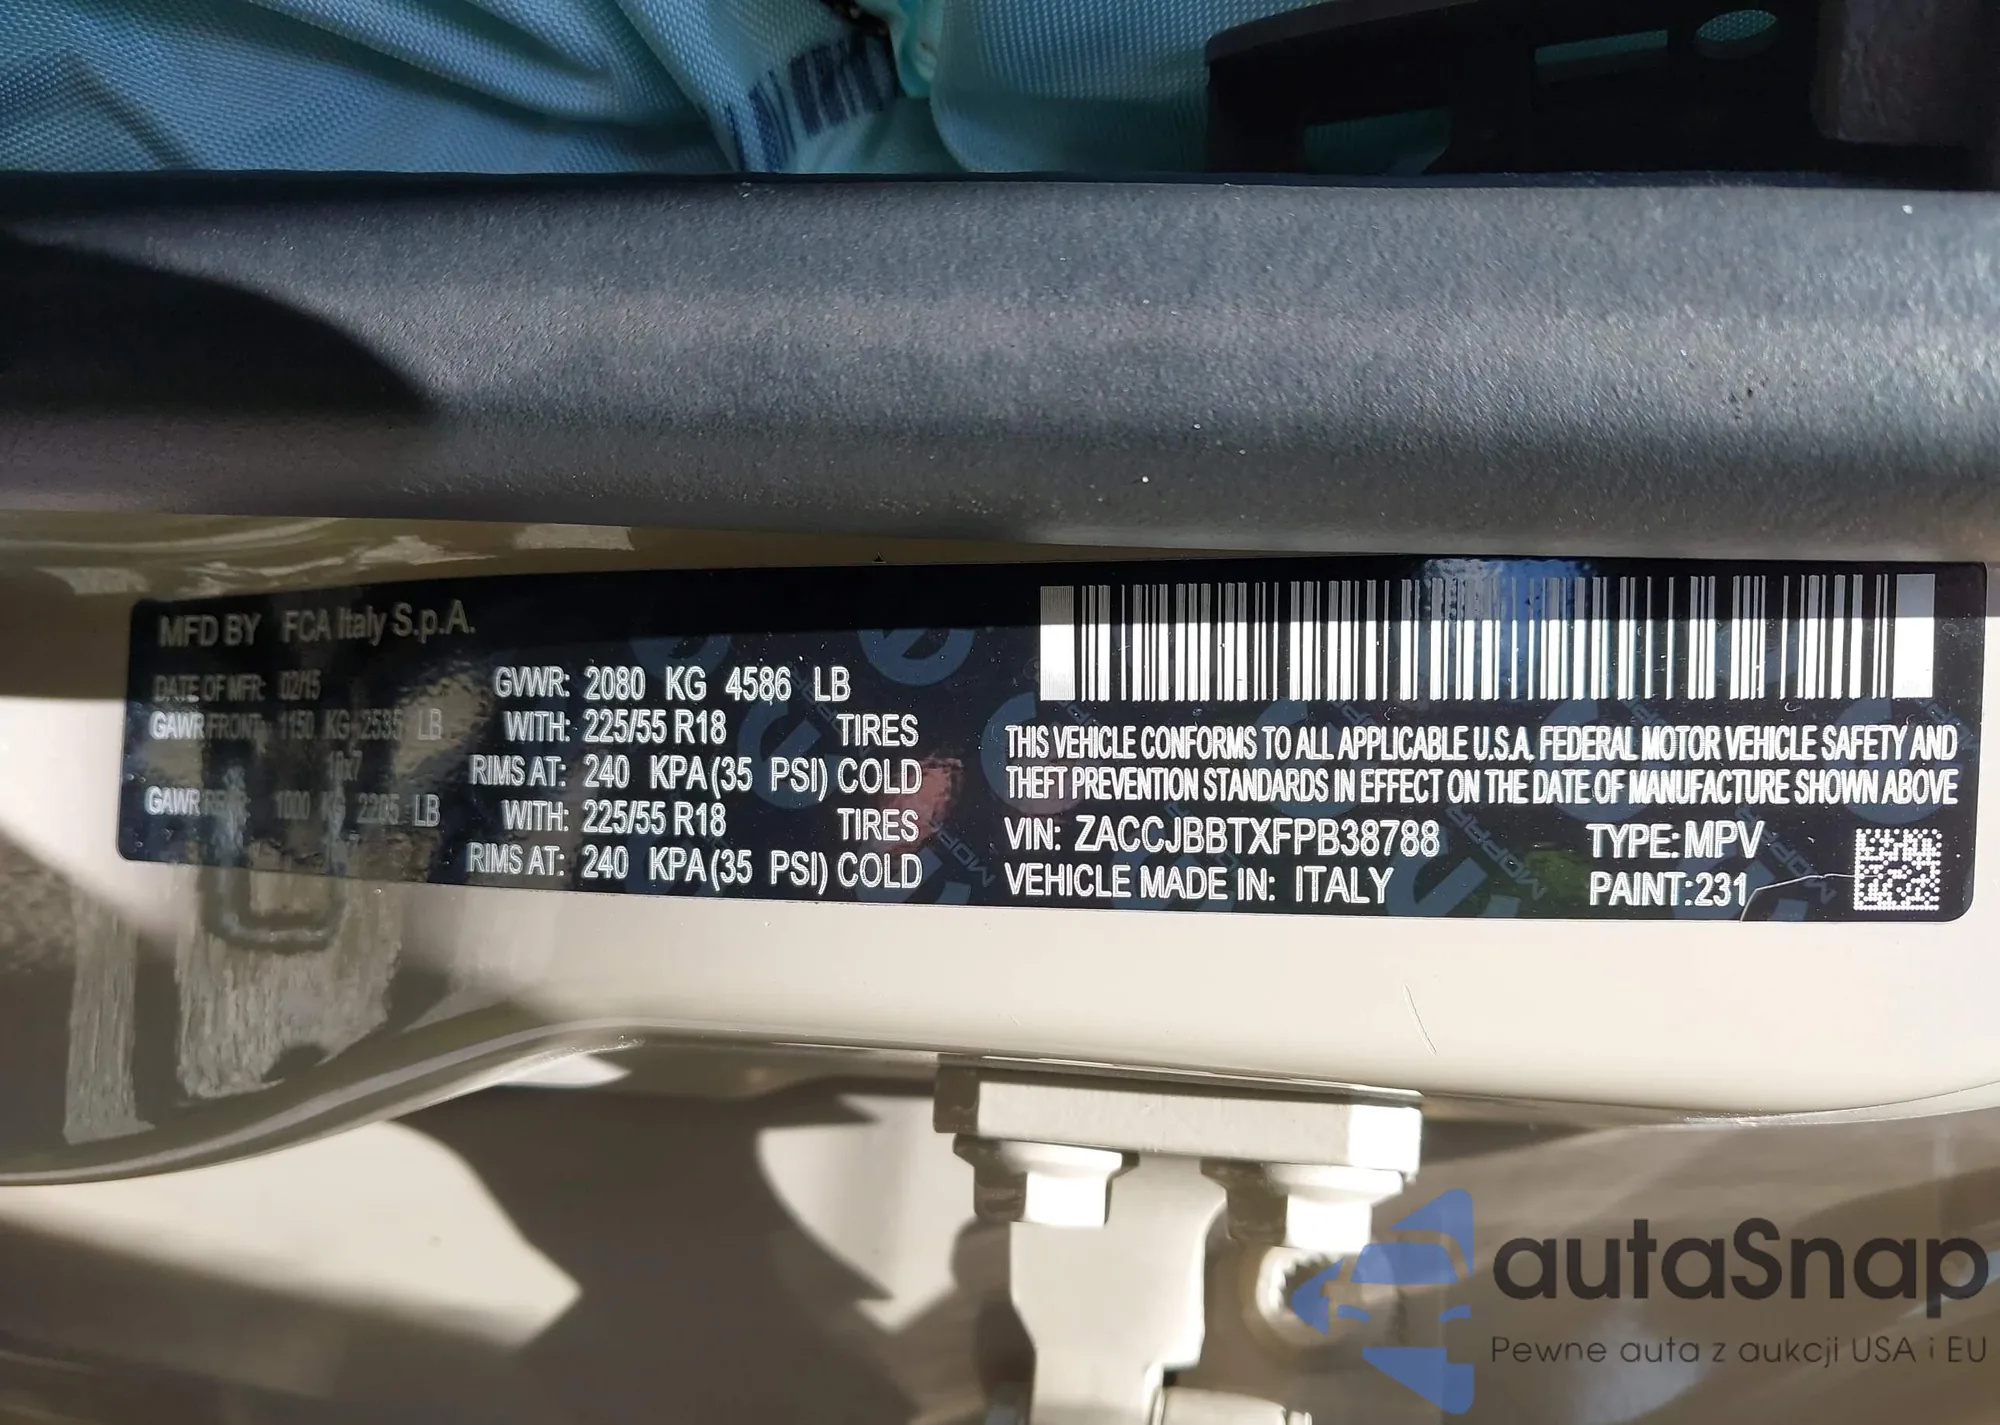 MFD BY FCA Italy S.p.A.
DATE OF MFR: 02/15
GVWR: 2080 KG 4586 LB
GAWR FRONT: 1150 KG 2535 LB WITH: 225/55 R18 TIRES
18x7 RIMS AT: 240 KPA (35 PSI) COLD
GAWR REAR: 1000 KG 2205 LB WITH: 225/55 R18 TIRES
RIMS AT: 240 KPA (35 PSI) COLD
THIS VEHICLE CONFORMS TO ALL APPLICABLE U.S.A. FEDERAL MOTOR VEHICLE SAFETY AND
THEFT PREVENTION STANDARDS IN EFFECT ON THE DATE OF MANUFACTURE SHOWN ABOVE
VIN: ZACCJBBTXFPB38788 TYPE: MPV
VEHICLE MADE IN: ITALY PAINT: 231
autaSnap
Pewne auta z aukcji USA i EU